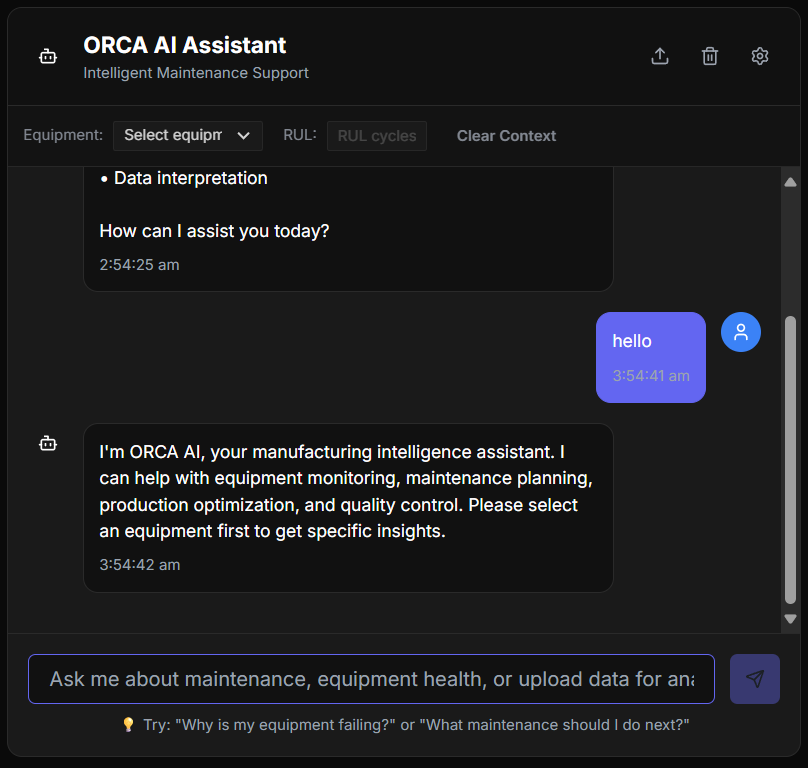 ORCA AI Assistant
Intelligent Maintenance Support
Equipment: Select equipm RUL: RUL cycles Clear Context
• Data interpretation
How can I assist you today?
2:54:25 am
hello
3:54:41 am
I'm ORCA AI, your manufacturing intelligence assistant. I
can help with equipment monitoring, maintenance planning,
production optimization, and quality control. Please select
an equipment first to get specific insights.
3:54:42 am
Ask me about maintenance, equipment health, or upload data for ana
💡 Try: "Why is my equipment failing?" or "What maintenance should I do next?"